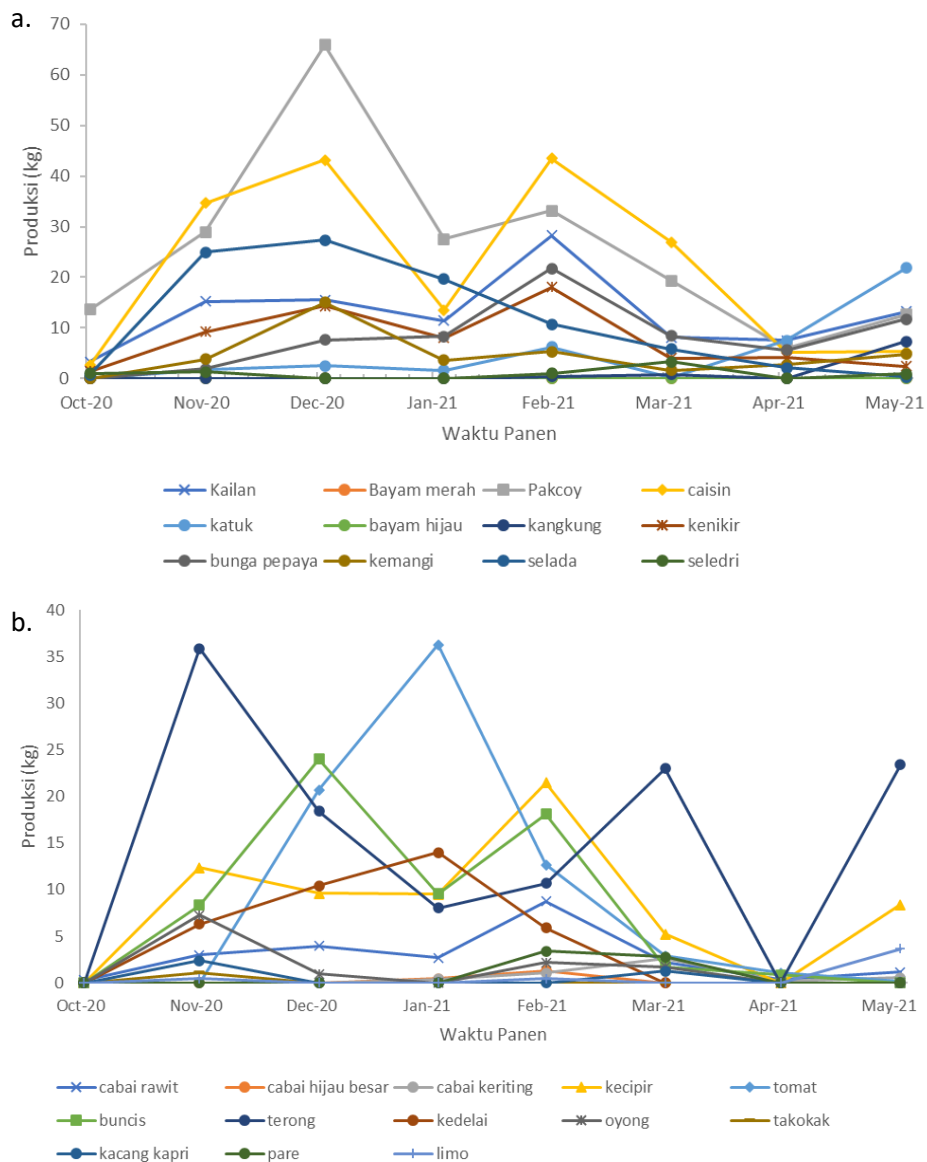 a.
70
60
50
40
30
20
10
0
Produksi (kg)
Oct-20 Nov-20 Dec-20 Jan-21 Feb-21 Mar-21 Apr-21 May-21
Waktu Panen
Kailan Bayam merah Pakcoy caisin
katuk bayam hijau kangkung kenikir
bunga pepaya kemangi selada seledri
b.
40
35
30
25
20
15
10
5
0
Produksi (kg)
Oct-20 Nov-20 Dec-20 Jan-21 Feb-21 Mar-21 Apr-21 May-21
Waktu Panen
cabai rawit cabai hijau besar cabai keriting kecipir tomat
buncis terong kedelai oyong takokak
kacang kapri pare limo